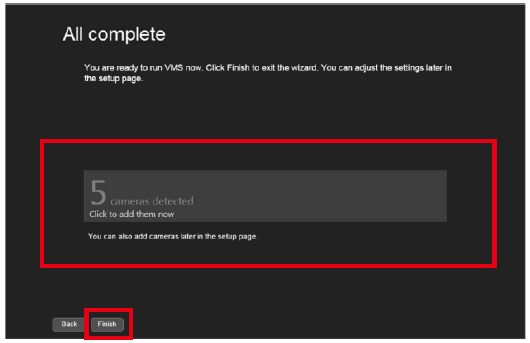 All complete
You are ready to run VMS now. Click Finish to exit the wizard. You can adjust the settings later in
the setup page.
5 cameras detected
Click to add them now
You can also add cameras later in the setup page.
Back Finish